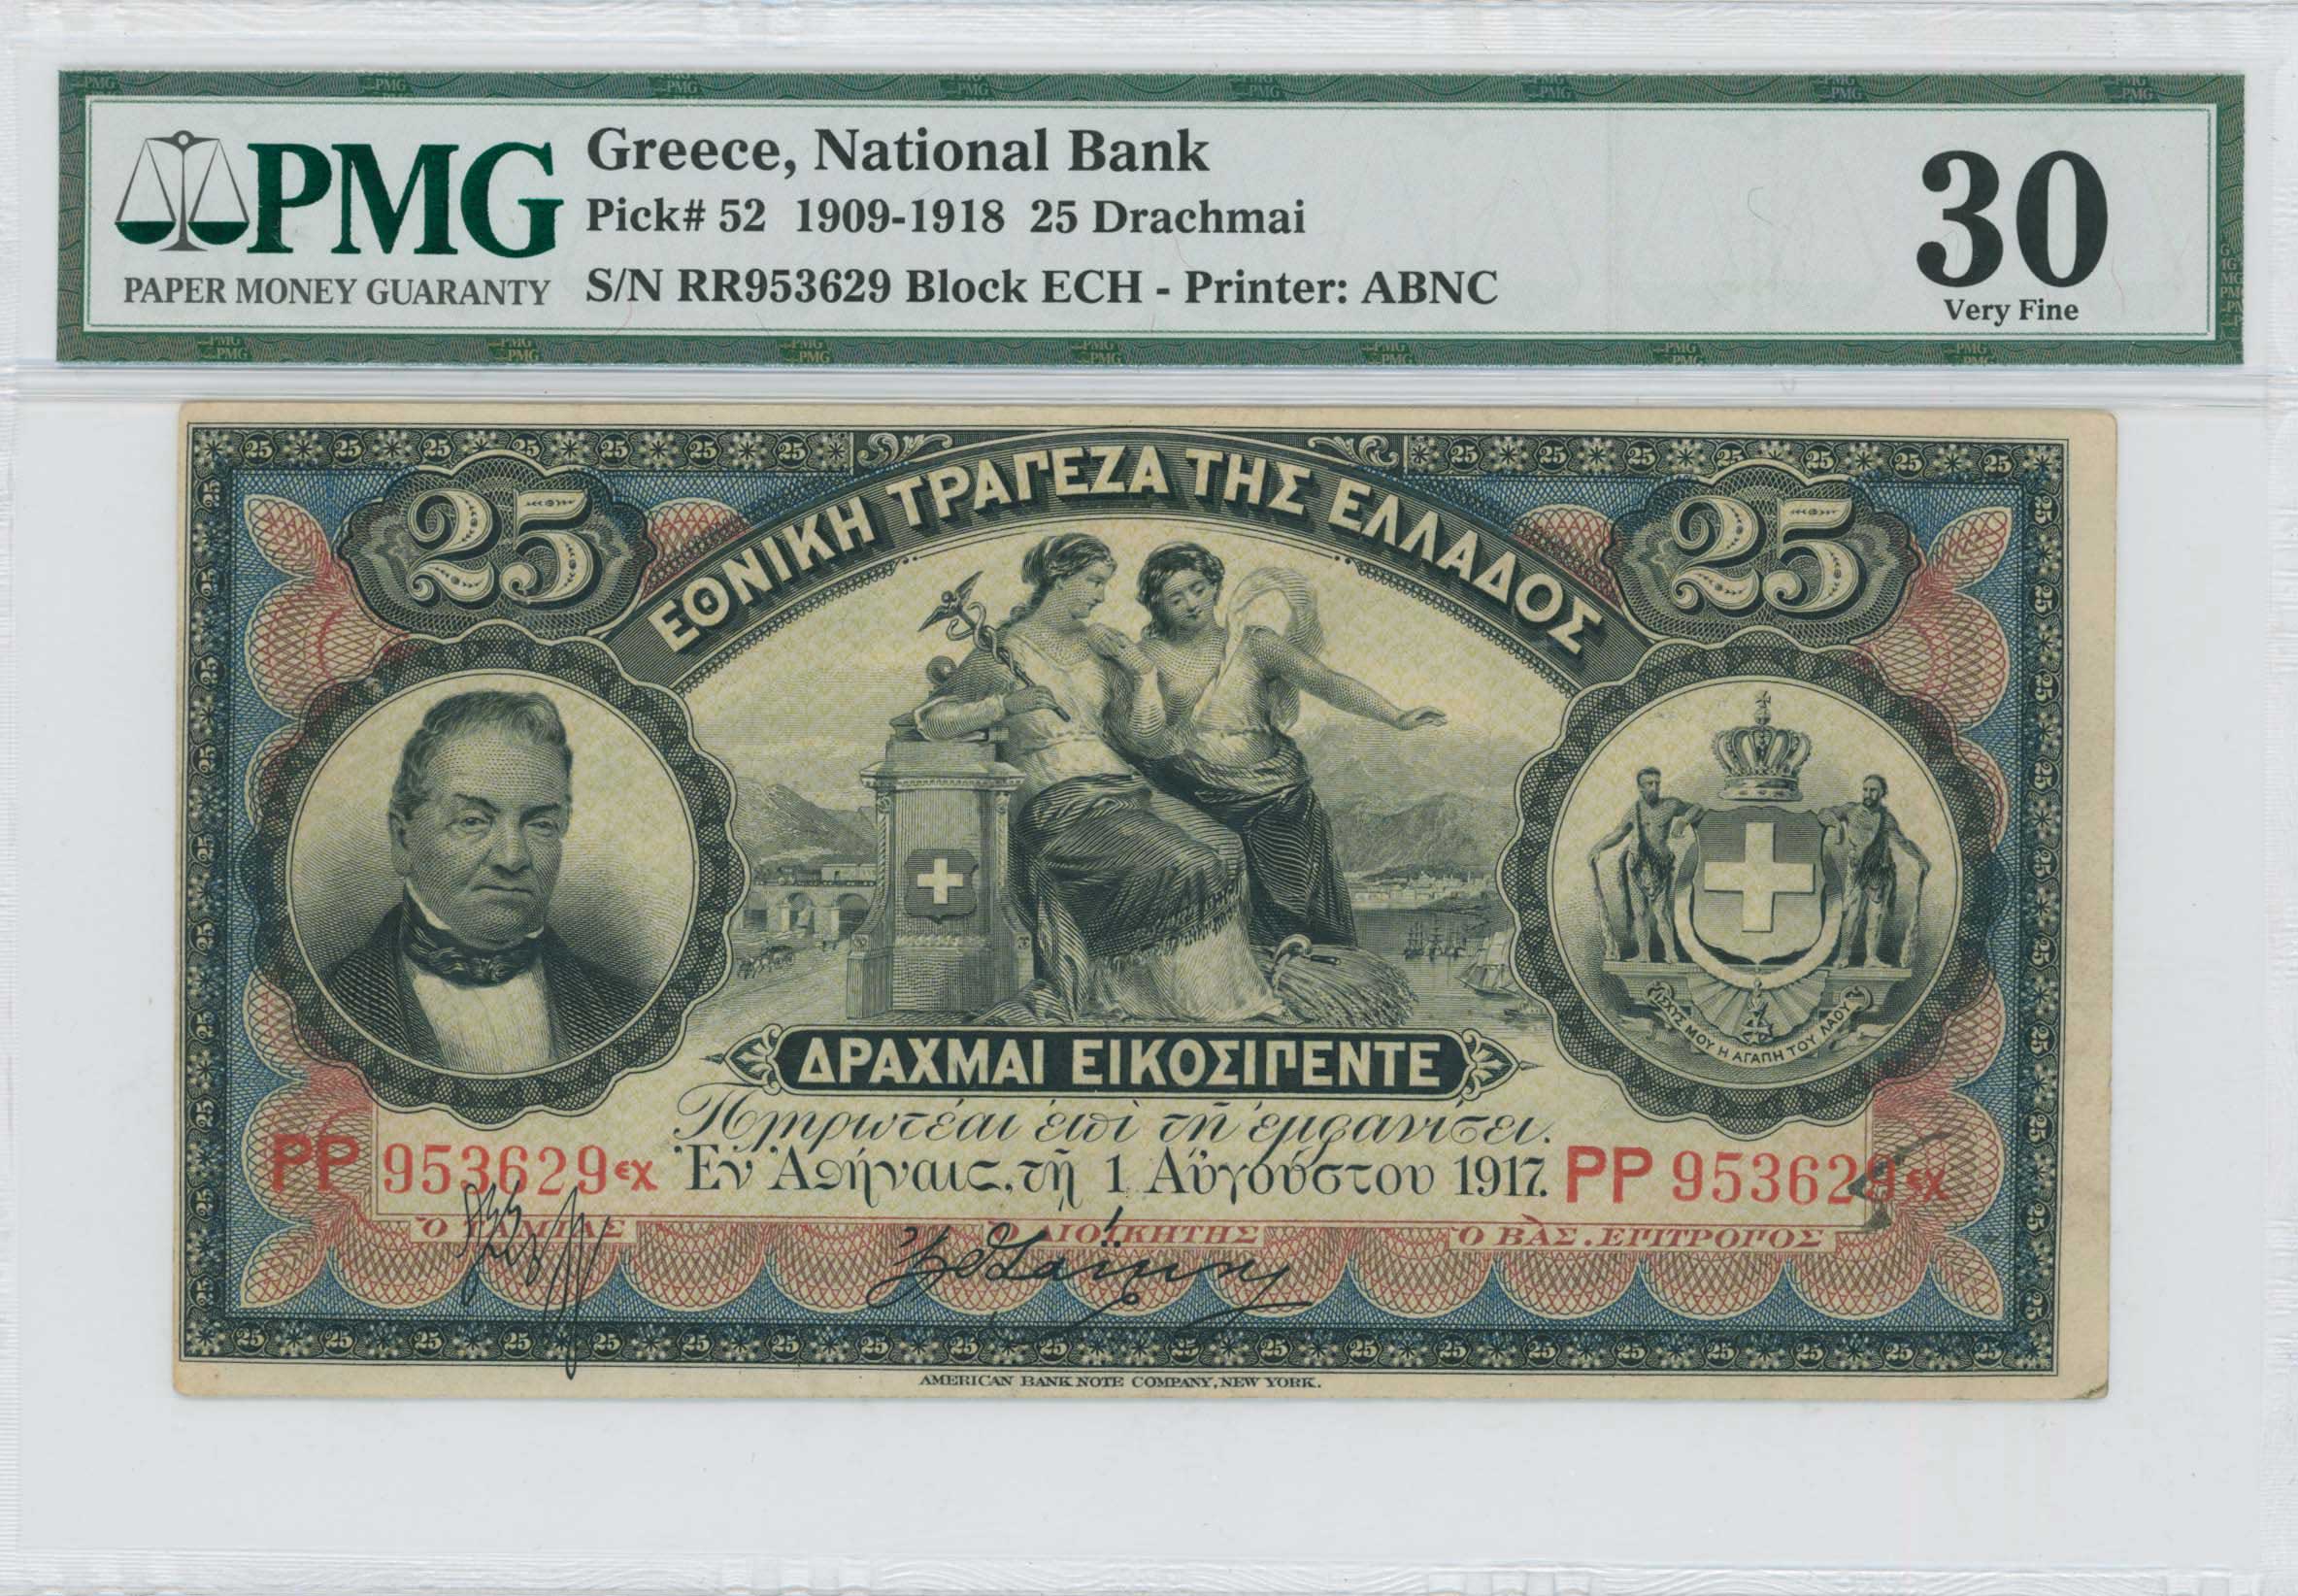 PMG
PAPER MONEY GUARANTY
Greece, National Bank
Pick# 52 1909-1918 25 Drachmai
S/N RR953629 Block ECH - Printer: ABNC
30
Very Fine
25
ΕΘΝΙΚΗ ΤΡΑΠΕΖΑ ΤΗΣ ΕΛΛΑΔΟΣ
25
ΙΣΧΥΣ ΜΟΥ Η ΑΓΑΠΗ ΤΟΥ ΛΑΟΥ
ΔΡΑΧΜΑΙ ΕΙΚΟΣΙΠΕΝΤΕ
Πληρωτέαι ἐπὶ τῇ ἐμφανίσει.
ΡΡ 953629 εχ
Ἐν Ἀθήναις, τῇ 1 Αὐγούστου 1917.
ΡΡ 953629 εχ
Ὁ ΤΑΜΙΑΣ
Ὁ ΔΙΟΙΚΗΤΗΣ
Ὁ ΒΑΣ. ΕΠΙΤΡΟΠΟΣ
AMERICAN BANK NOTE COMPANY, NEW YORK.